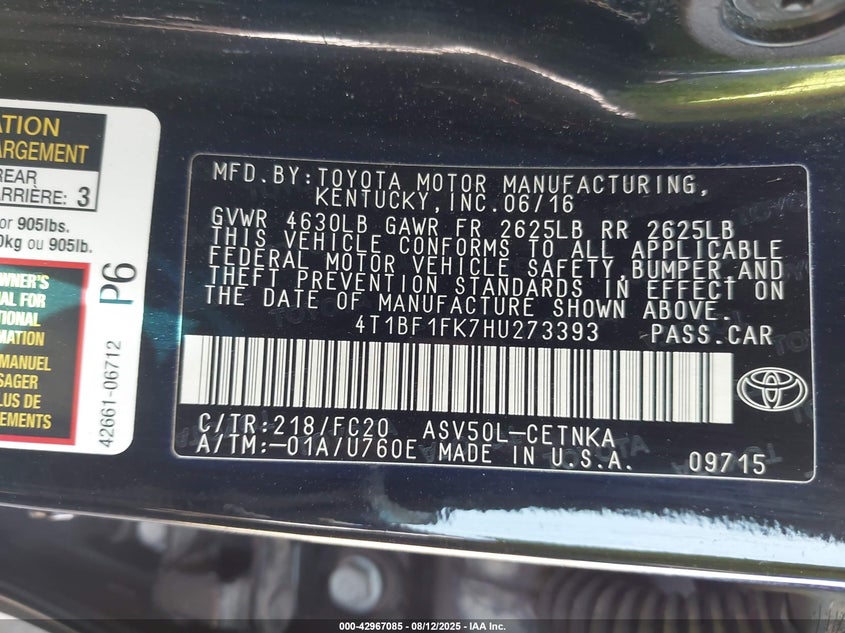 ATION
ARGEMENT
REAR
ARRIÈRE: 3
or 905lbs.
0kg ou 905lb.
WNER'S
AL FOR
TIONAL
MATION
MANUEL
SAGER
LUS DE
EMENTS
P6
42661-06712
MFD.BY:TOYOTA MOTOR MANUFACTURING,
KENTUCKY,INC.06/16
GVWR 4630LB GAWR FR 2625LB RR 2625LB
THIS VEHICLE CONFORMS TO ALL APPLICABLE
FEDERAL MOTOR VEHICLE SAFETY,BUMPER,AND
THEFT PREVENTION STANDARDS IN EFFECT ON
THE DATE OF MANUFACTURE SHOWN ABOVE.
4T1BF1FK7HU273393 PASS.CAR
C/TR:218/FC20 ASV50L-CETNKA
A/TM:-01A/U760E MADE IN U.S.A. 09715
000-42967085 - 08/12/2025 - IAA Inc.